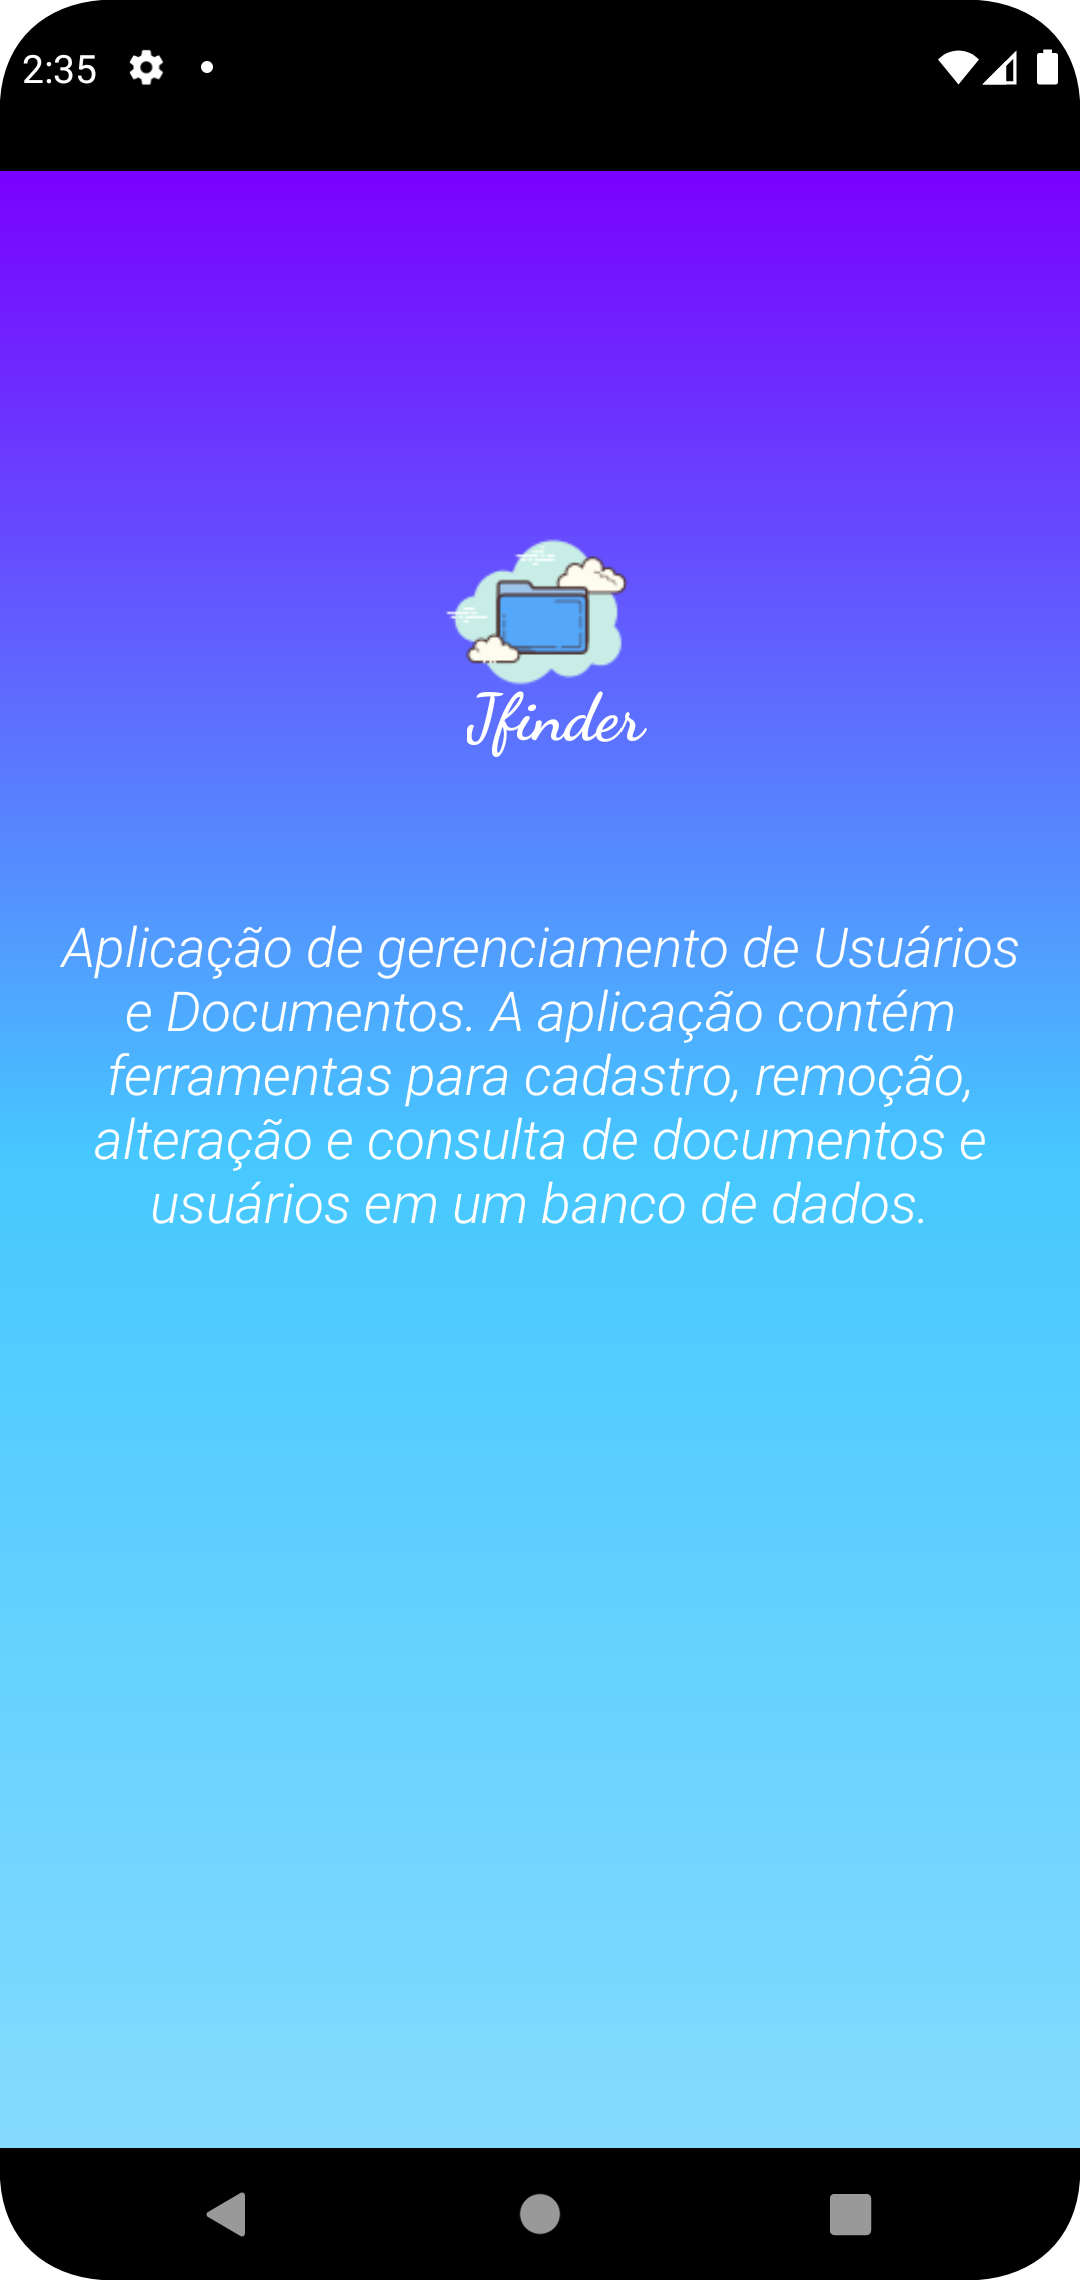 2:35
Jfinder
Aplicação de gerenciamento de Usuários
e Documentos. A aplicação contém
ferramentas para cadastro, remoção,
alteração e consulta de documentos e
usuários em um banco de dados.